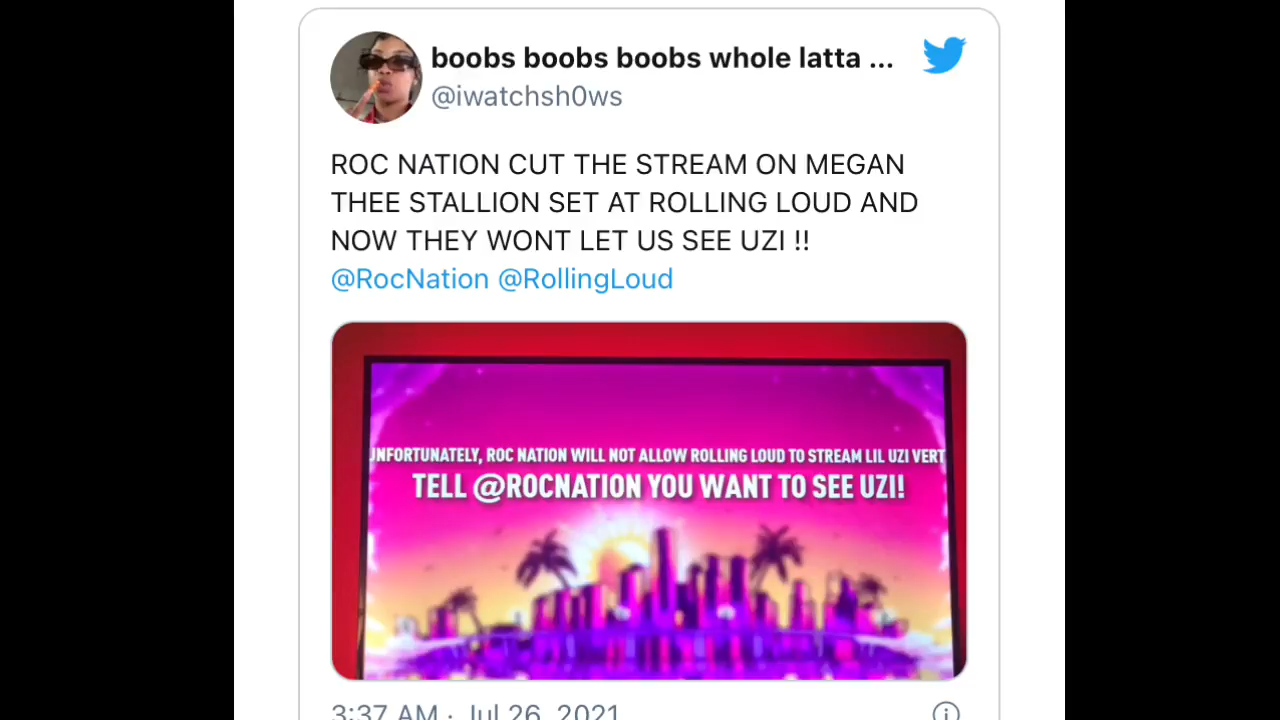 boobs boobs boobs whole latta ...
@iwatchsh0ws
ROC NATION CUT THE STREAM ON MEGAN
THEE STALLION SET AT ROLLING LOUD AND
NOW THEY WONT LET US SEE UZI !!
@RocNation @RollingLoud
UNFORTUNATELY, ROC NATION WILL NOT ALLOW ROLLING LOUD TO STREAM LIL UZI VERT
TELL @ROCNATION YOU WANT TO SEE UZI!
3:37 AM · Jul 26, 2021